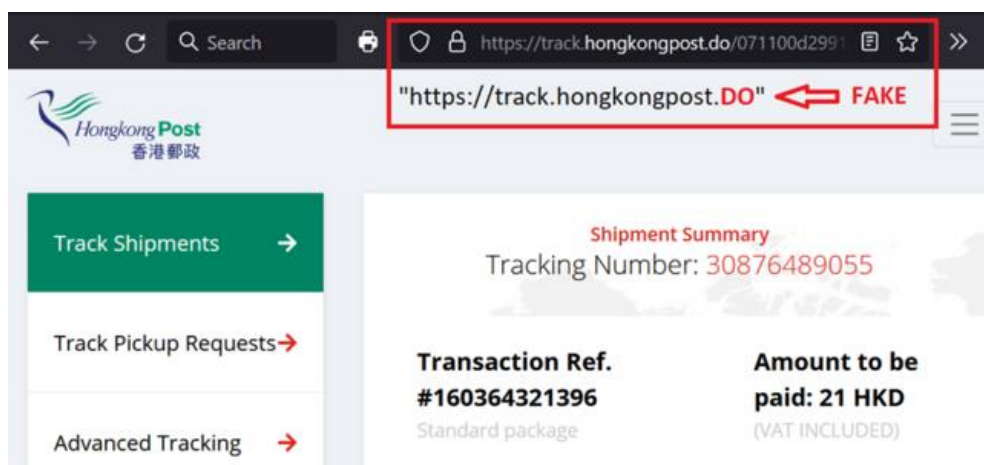 Search
https://track.hongkongpost.do/071100d2991
"https://track.hongkongpost.DO" FAKE
Hongkong Post
香港郵政
Track Shipments
Track Pickup Requests
Advanced Tracking
Shipment Summary
Tracking Number: 30876489055
Transaction Ref.
#160364321396
Standard package
Amount to be
paid: 21 HKD
(VAT INCLUDED)